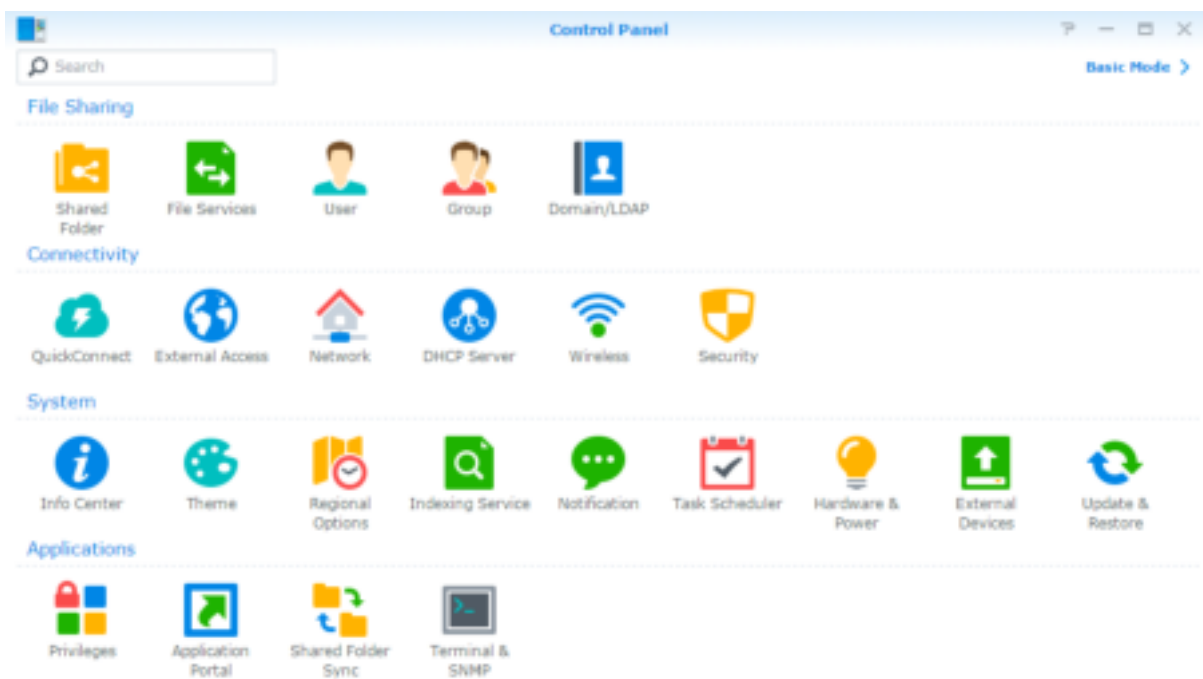 Control Panel
Search
Basic Mode
File Sharing
Shared Folder
File Services
User
Group
Domain/LDAP
Connectivity
QuickConnect
External Access
Network
DHCP Server
Wireless
Security
System
Info Center
Theme
Regional Options
Indexing Service
Notification
Task Scheduler
Hardware & Power
External Devices
Update & Restore
Applications
Privileges
Application Portal
Shared Folder Sync
Terminal & SNMP